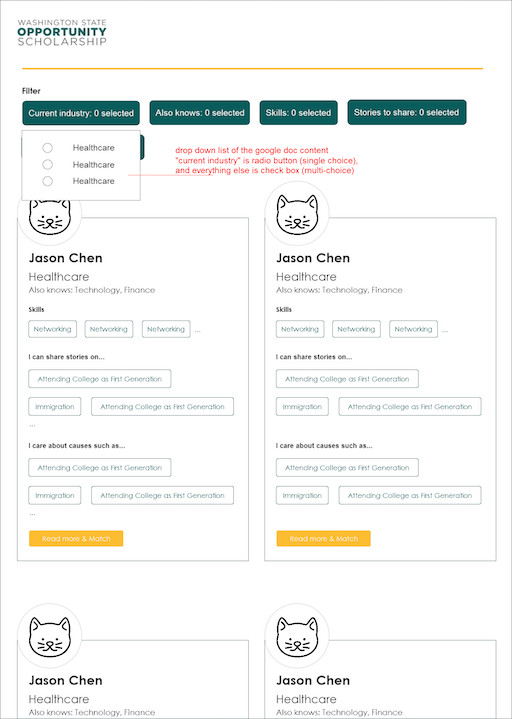 WASHINGTON STATE
OPPORTUNITY
SCHOLARSHIP
Filter
Current industry: 0 selected
Also knows: 0 selected
Skills: 0 selected
Stories to share: 0 selected
Healthcare
Healthcare
Healthcare
drop down list of the google doc content
"current industry" is radio button (single choice),
and everything else is check box (multi-choice)
Jason Chen
Healthcare
Also knows: Technology, Finance
Skills
Networking Networking Networking ...
I can share stories on...
Attending College as First Generation
Immigration Attending College as First Generation
...
I care about causes such as...
Attending College as First Generation
Immigration Attending College as First Generation
...
Read more & Match
Jason Chen
Healthcare
Also knows: Technology, Finance
Skills
Networking Networking Networking ...
I can share stories on...
Attending College as First Generation
Immigration Attending College as First Generation
I care about causes such as...
Attending College as First Generation
Immigration Attending College as First Generation
Read more & Match
Jason Chen
Healthcare
Also knows: Technology, Finance
Jason Chen
Healthcare
Also knows: Technology, Finance